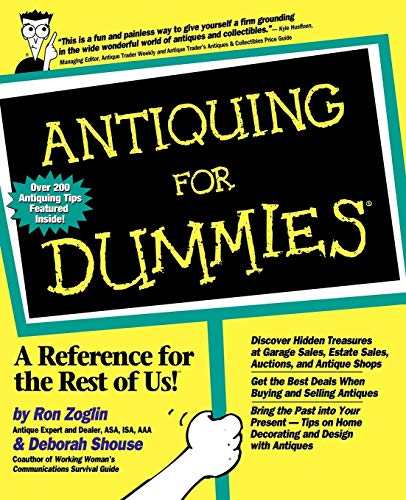 "This is a fun and painless way to give yourself a firm grounding
in the wide wonderful world of antiques and collectibles." — Kyle Husfloen,
Managing Editor, Antique Trader Weekly and Antique Trader's Antiques & Collectibles Price Guide
ANTIQUING
FOR
DUMMIES®
Over 200
Antiquing Tips
Featured
Inside!
A Reference for
the Rest of Us!™
by Ron Zoglin
Antique Expert and Dealer, ASA, ISA, AAA
& Deborah Shouse
Coauthor of Working Woman's
Communications Survival Guide
Discover Hidden Treasures
at Garage Sales, Estate Sales,
Auctions, and Antique Shops
Get the Best Deals When
Buying and Selling Antiques
Bring the Past into Your
Present — Tips on Home
Decorating and Design
with Antiques